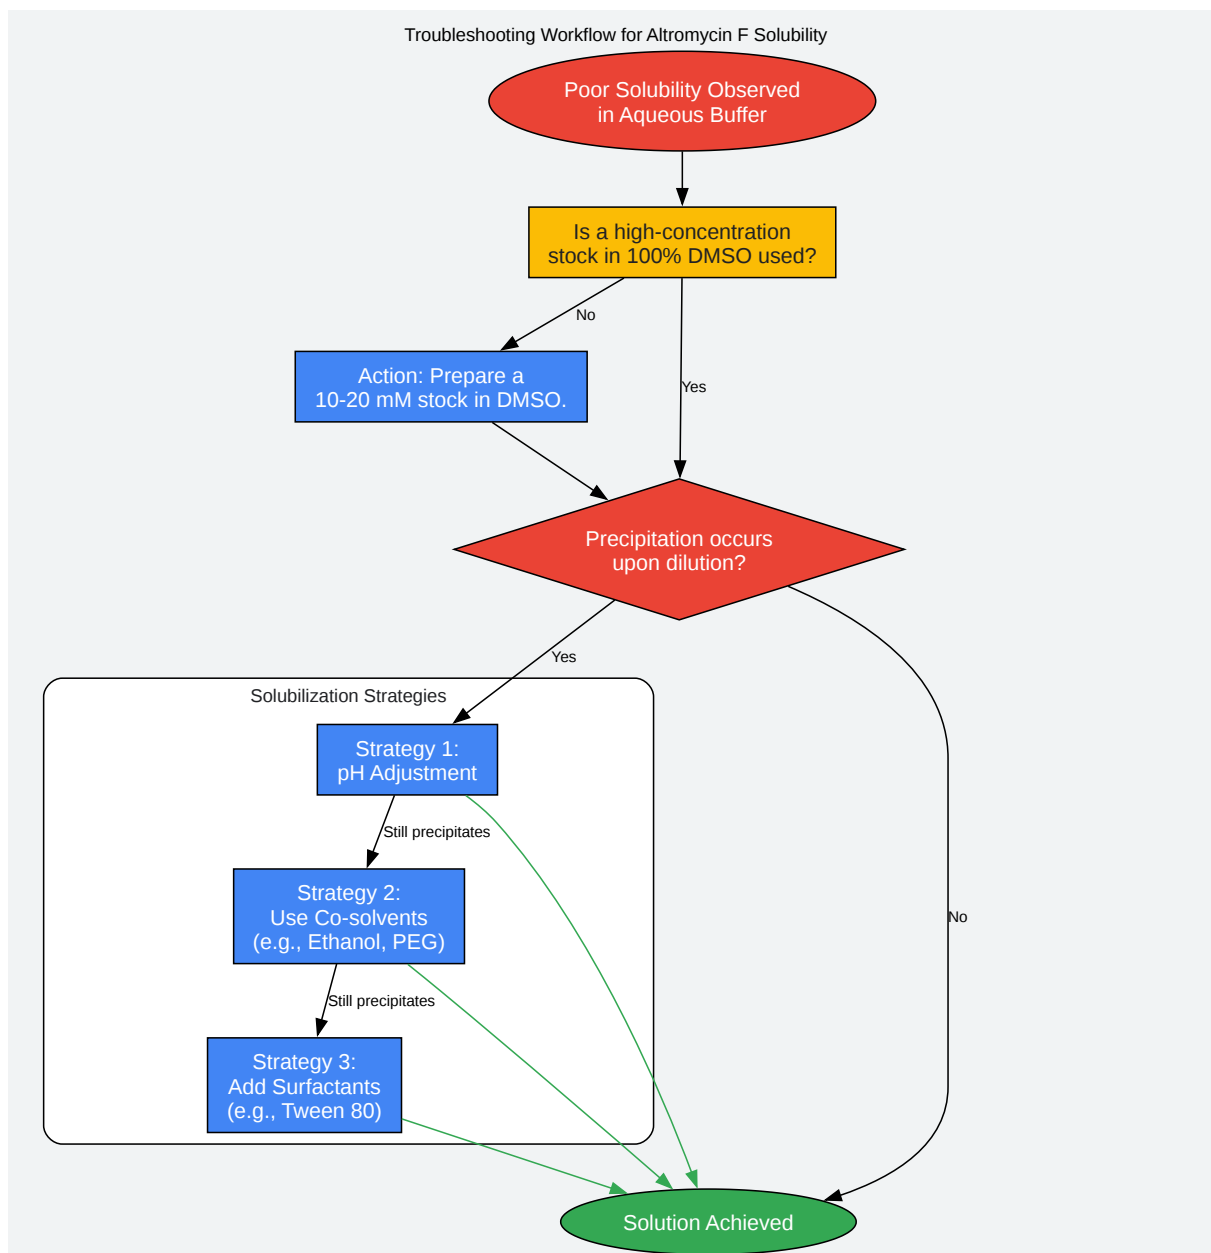 Troubleshooting Workflow for Altromycin F Solubility
Poor Solubility Observed
in Aqueous Buffer
Is a high-concentration
stock in 100% DMSO used?
No
Action: Prepare a
10-20 mM stock in DMSO.
Yes
Precipitation occurs
upon dilution?
Yes
Solubilization Strategies
Strategy 1:
pH Adjustment
Still precipitates
Strategy 2:
Use Co-solvents
(e.g., Ethanol, PEG)
No
Still precipitates
Strategy 3:
Add Surfactants
(e.g., Tween 80)
Solution Achieved